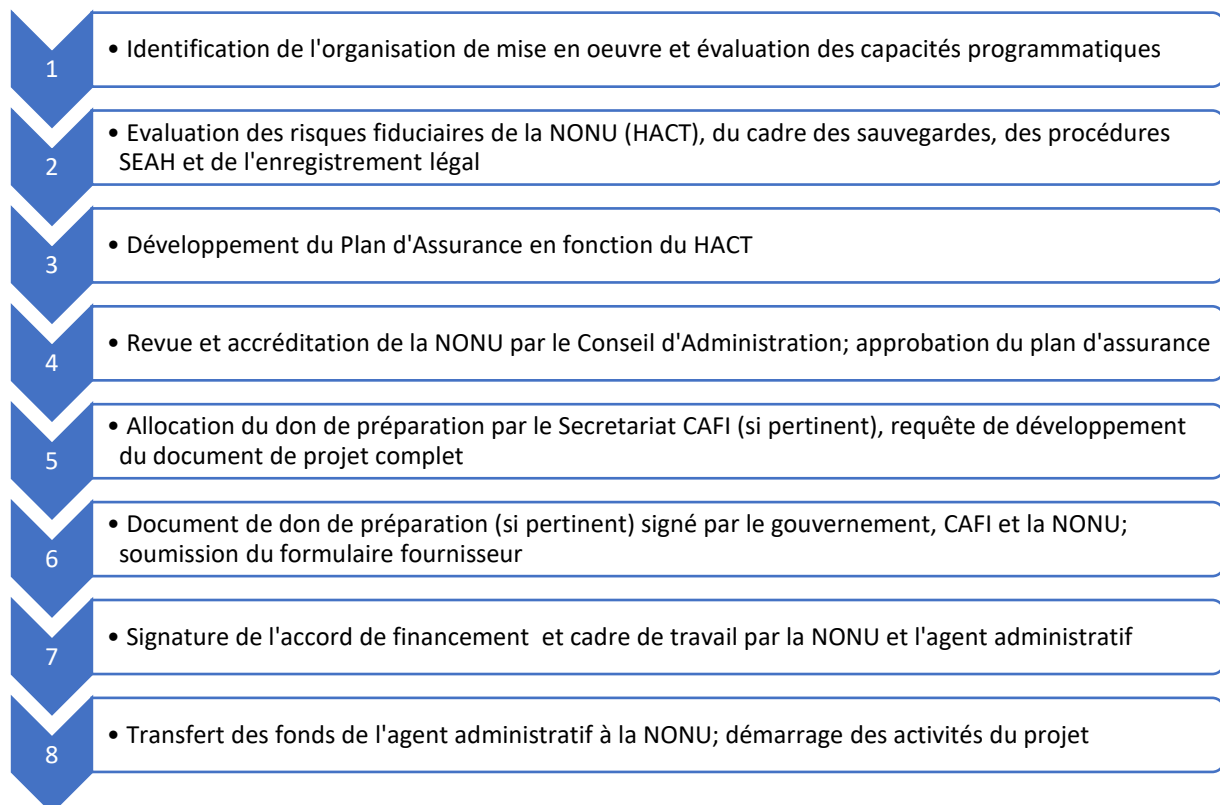 1
• Identification de l'organisation de mise en oeuvre et évaluation des capacités programmatiques
2
• Evaluation des risques fiduciaires de la NONU (HACT), du cadre des sauvegardes, des procédures
SEAH et de l'enregistrement légal
3
• Développement du Plan d'Assurance en fonction du HACT
4
• Revue et accréditation de la NONU par le Conseil d'Administration; approbation du plan d'assurance
5
• Allocation du don de préparation par le Secretariat CAFI (si pertinent), requête de développement
du document de projet complet
6
• Document de don de préparation (si pertinent) signé par le gouvernement, CAFI et la NONU;
soumission du formulaire fournisseur
7
• Signature de l'accord de financement et cadre de travail par la NONU et l'agent administratif
8
• Transfert des fonds de l'agent administratif à la NONU; démarrage des activités du projet